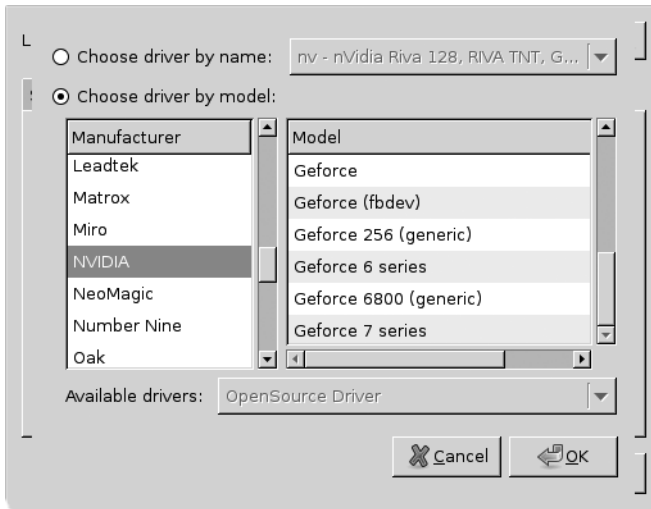 L
Choose driver by name:
nv - nVidia Riva 128, RIVA TNT, G...
Choose driver by model:
Manufacturer
Leadtek
Matrox
Miro
NVIDIA
NeoMagic
Number Nine
Oak
Model
Geforce
Geforce (fbdev)
Geforce 256 (generic)
Geforce 6 series
Geforce 6800 (generic)
Geforce 7 series
Available drivers:
OpenSource Driver
Cancel
OK